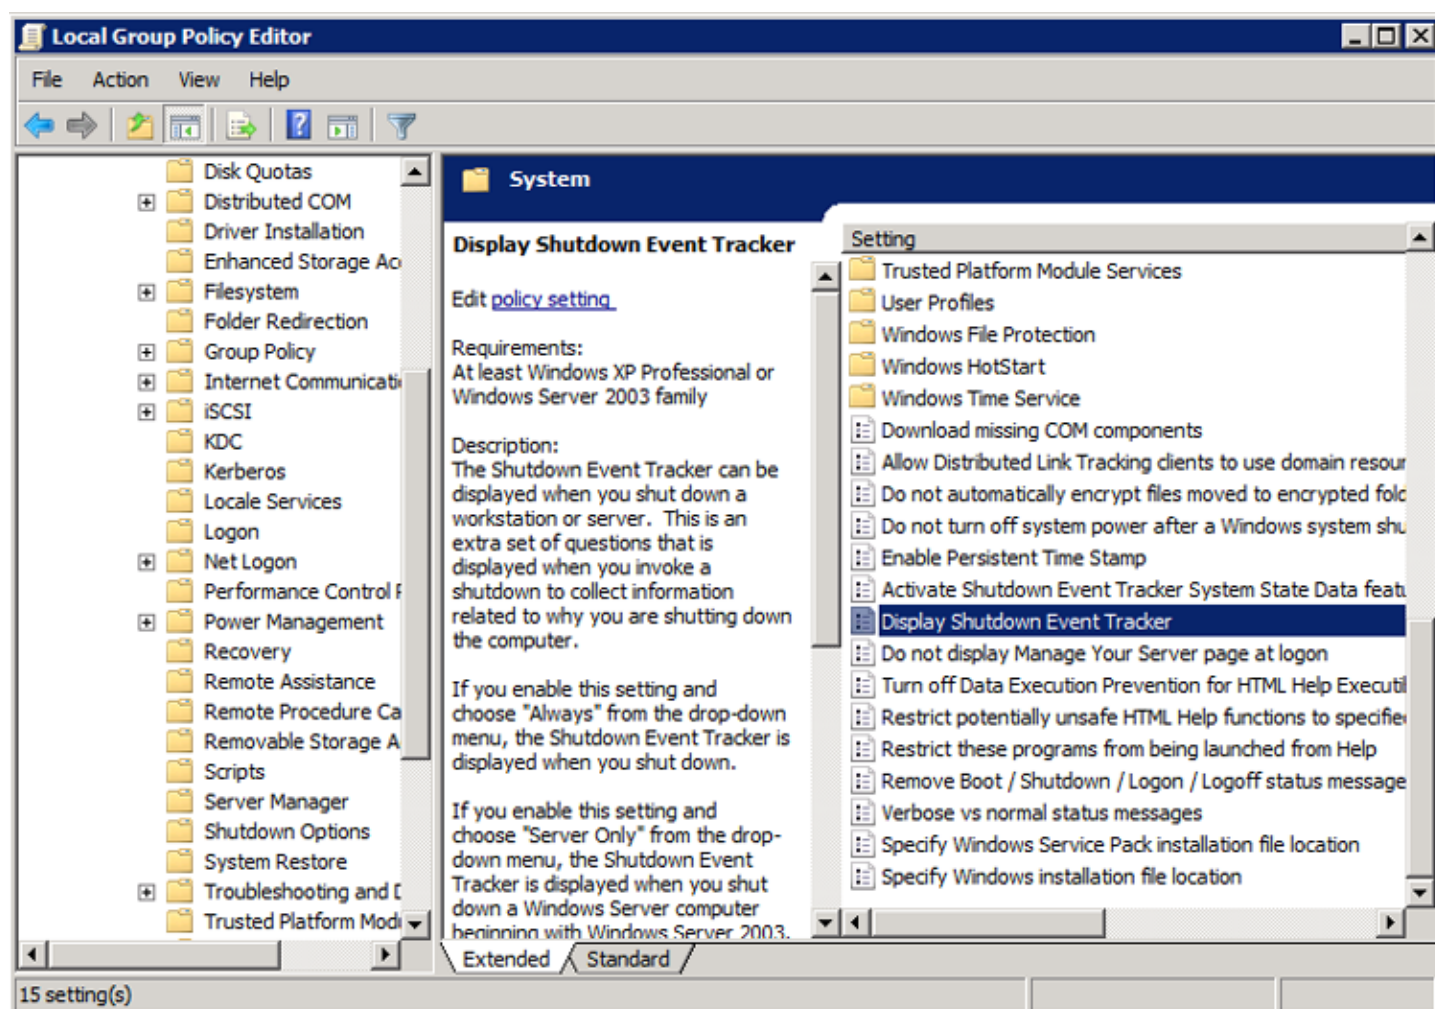 Local Group Policy Editor
File Action View Help
Disk Quotas
Distributed COM
Driver Installation
Enhanced Storage Ac
Filesystem
Folder Redirection
Group Policy
Internet Communicati
iSCSI
KDC
Kerberos
Locale Services
Logon
Net Logon
Performance Control P
Power Management
Recovery
Remote Assistance
Remote Procedure Ca
Removable Storage A
Scripts
Server Manager
Shutdown Options
System Restore
Troubleshooting and D
Trusted Platform Modu
System
Display Shutdown Event Tracker
Edit policy setting
Requirements:
At least Windows XP Professional or
Windows Server 2003 family
Description:
The Shutdown Event Tracker can be
displayed when you shut down a
workstation or server. This is an
extra set of questions that is
displayed when you invoke a
shutdown to collect information
related to why you are shutting down
the computer.
If you enable this setting and
choose "Always" from the drop-down
menu, the Shutdown Event Tracker is
displayed when you shut down.
If you enable this setting and
choose "Server Only" from the drop-
down menu, the Shutdown Event
Tracker is displayed when you shut
down a Windows Server computer
beginning with Windows Server 2003.
Setting
Trusted Platform Module Services
User Profiles
Windows File Protection
Windows HotStart
Windows Time Service
Download missing COM components
Allow Distributed Link Tracking clients to use domain resour
Do not automatically encrypt files moved to encrypted fold
Do not turn off system power after a Windows system shu
Enable Persistent Time Stamp
Activate Shutdown Event Tracker System State Data featu
Display Shutdown Event Tracker
Do not display Manage Your Server page at logon
Turn off Data Execution Prevention for HTML Help Executil
Restrict potentially unsafe HTML Help functions to specifie
Restrict these programs from being launched from Help
Remove Boot / Shutdown / Logon / Logoff status message
Verbose vs normal status messages
Specify Windows Service Pack installation file location
Specify Windows installation file location
Extended Standard
15 setting(s)